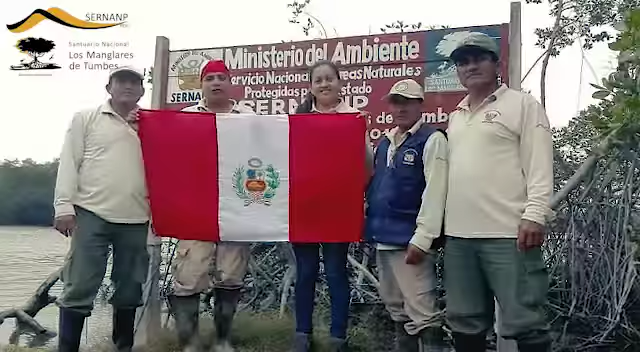 SERNANP
Santuario Nacional
Los Manglares
de Tumbes
Ministerio del Ambiente
Servicio Nacional Áreas Naturales
Protegidas por el Estado
SERNANP
SERNANP